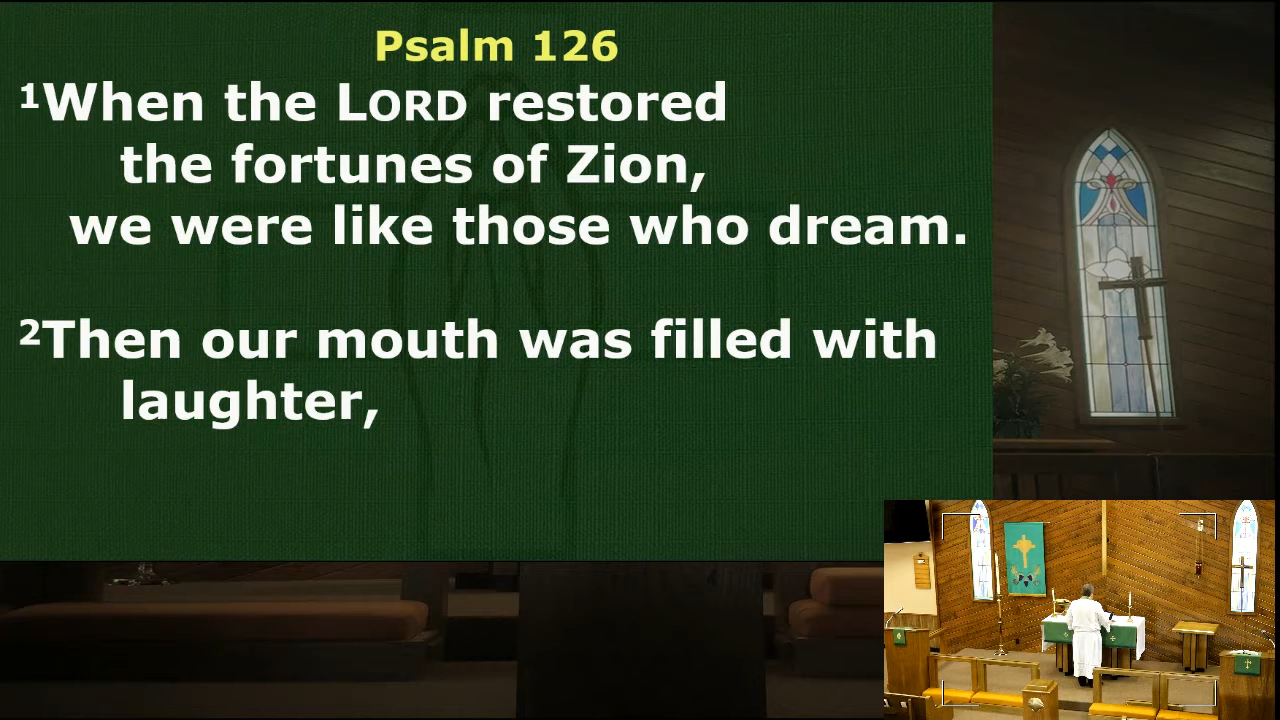 Psalm 126
¹When the LORD restored
the fortunes of Zion,
we were like those who dream.
²Then our mouth was filled with
laughter,